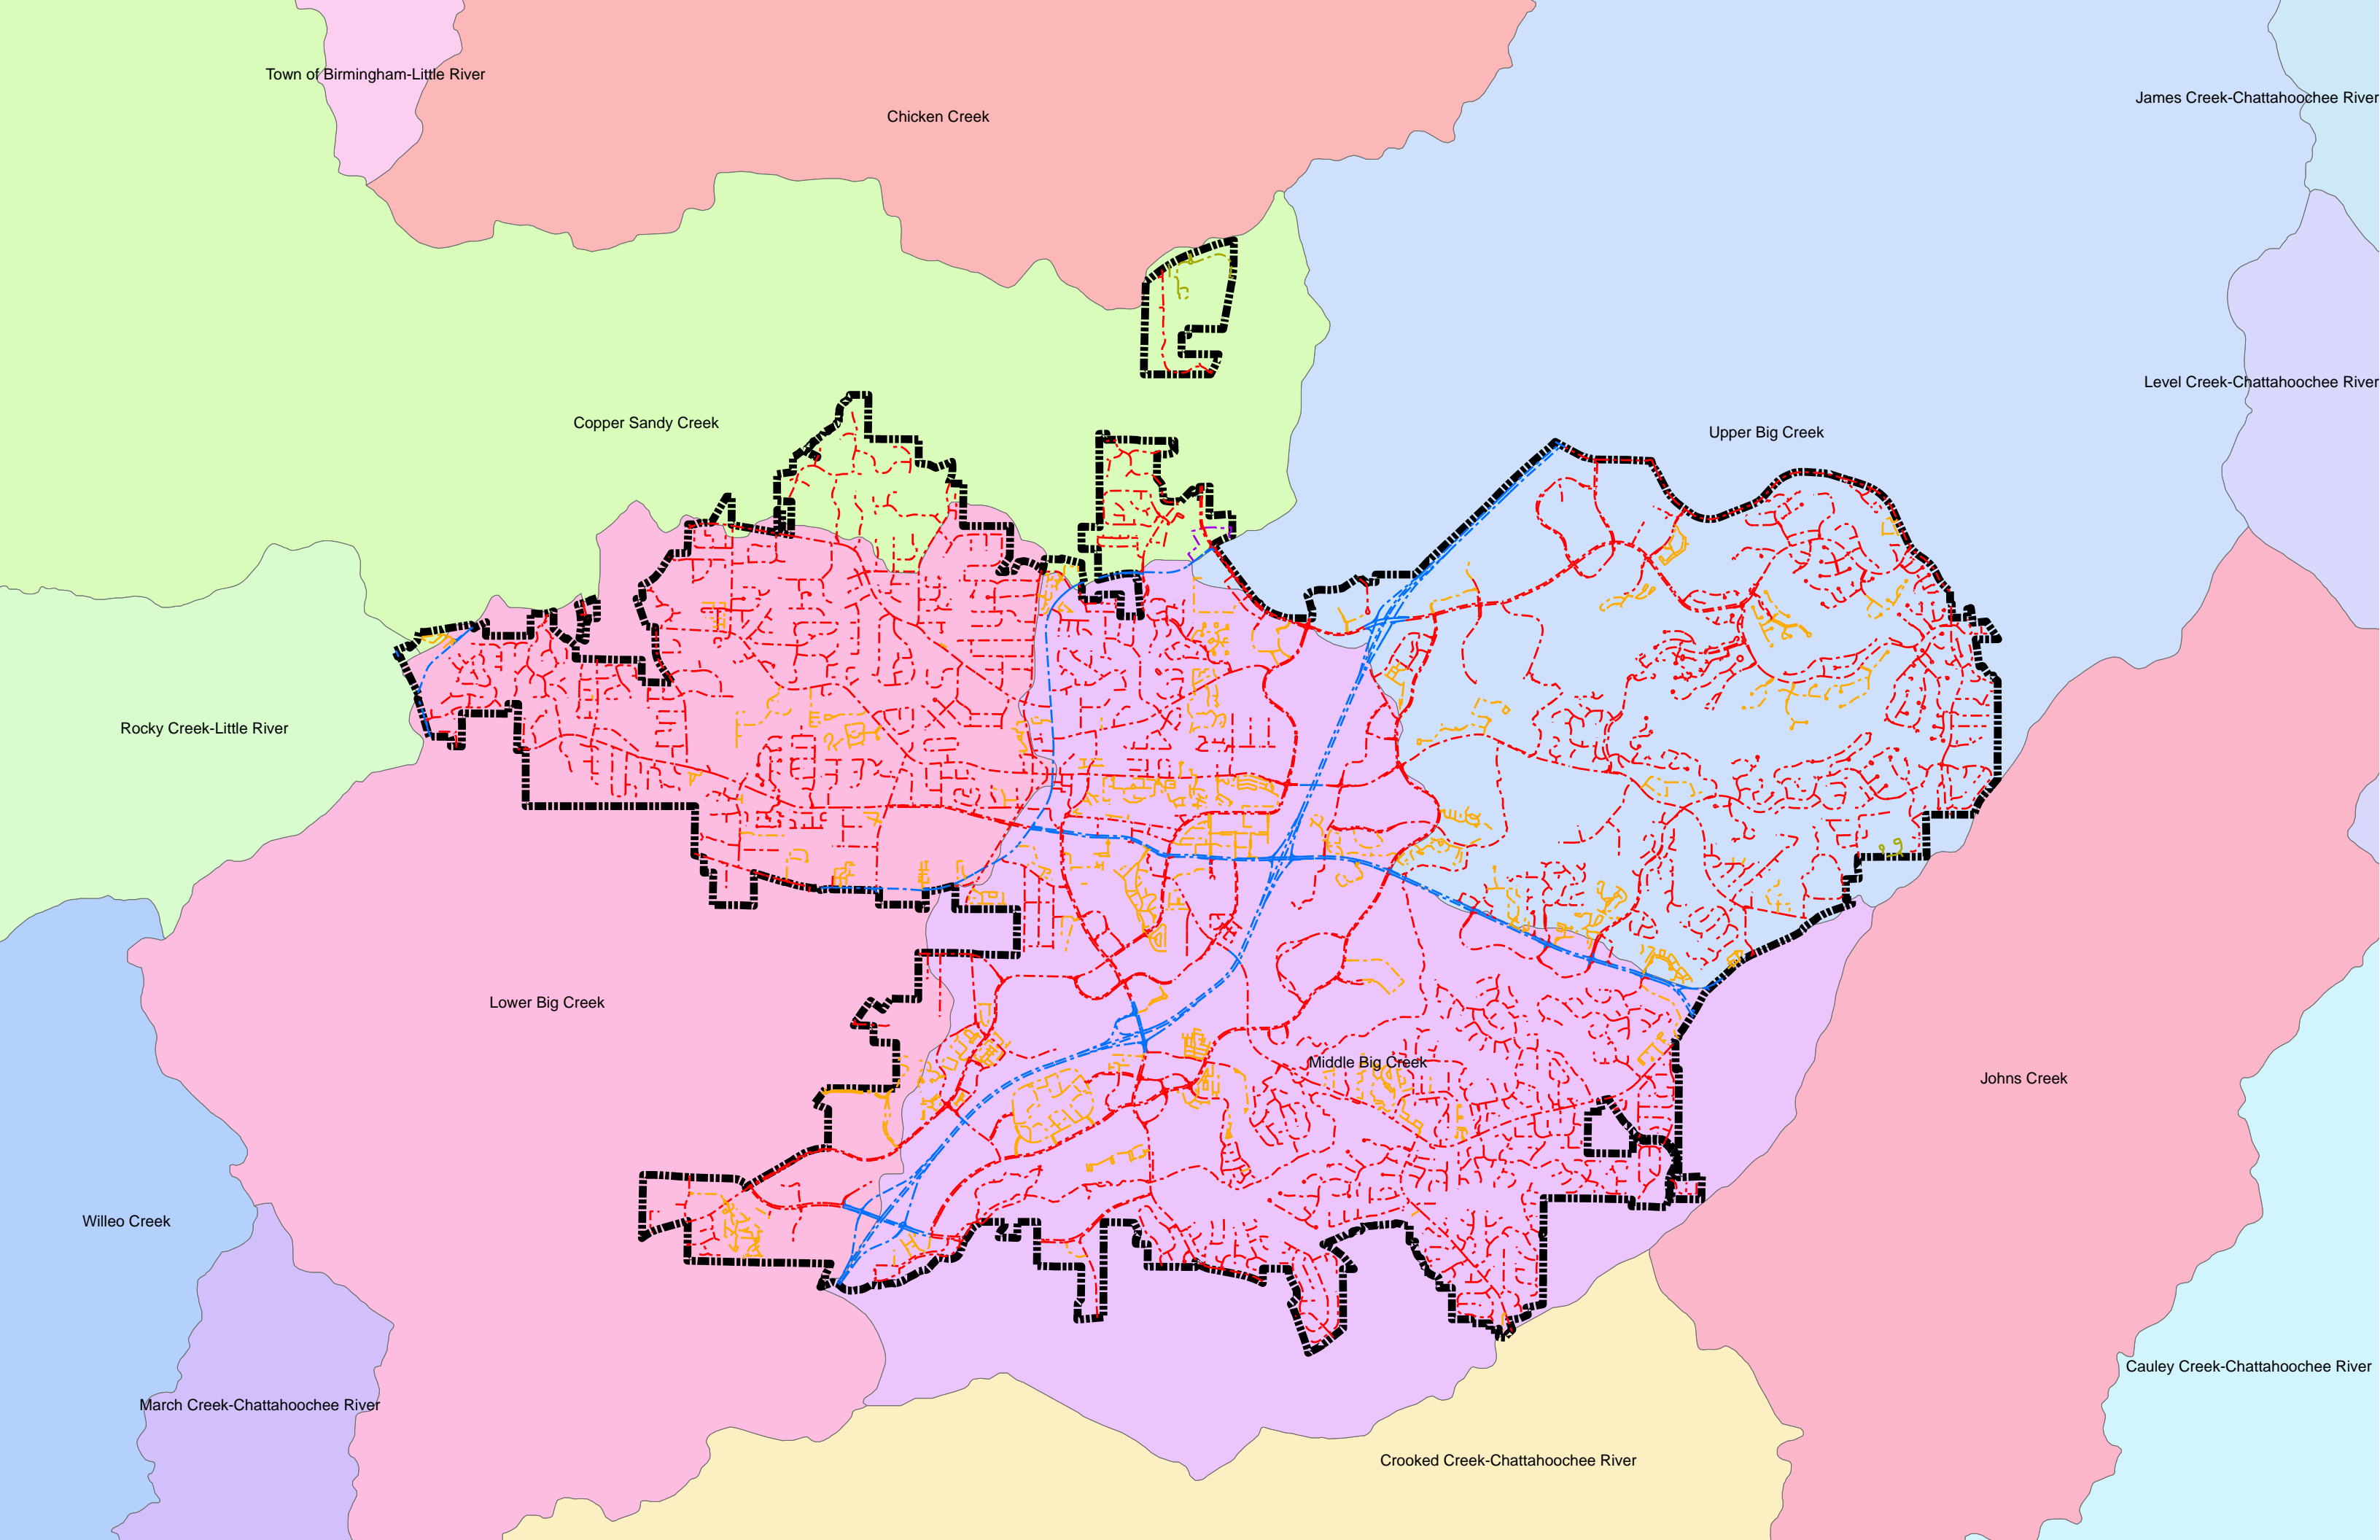 Town of Birmingham-Little River
James Creek-Chattahoochee River
Chicken Creek
Level Creek-Chattahoochee River
Copper Sandy Creek
Upper Big Creek
Rocky Creek-Little River
Lower Big Creek
Middle Big Creek
Johns Creek
Willeo Creek
Cauley Creek-Chattahoochee River
March Creek-Chattahoochee River
Crooked Creek-Chattahoochee River